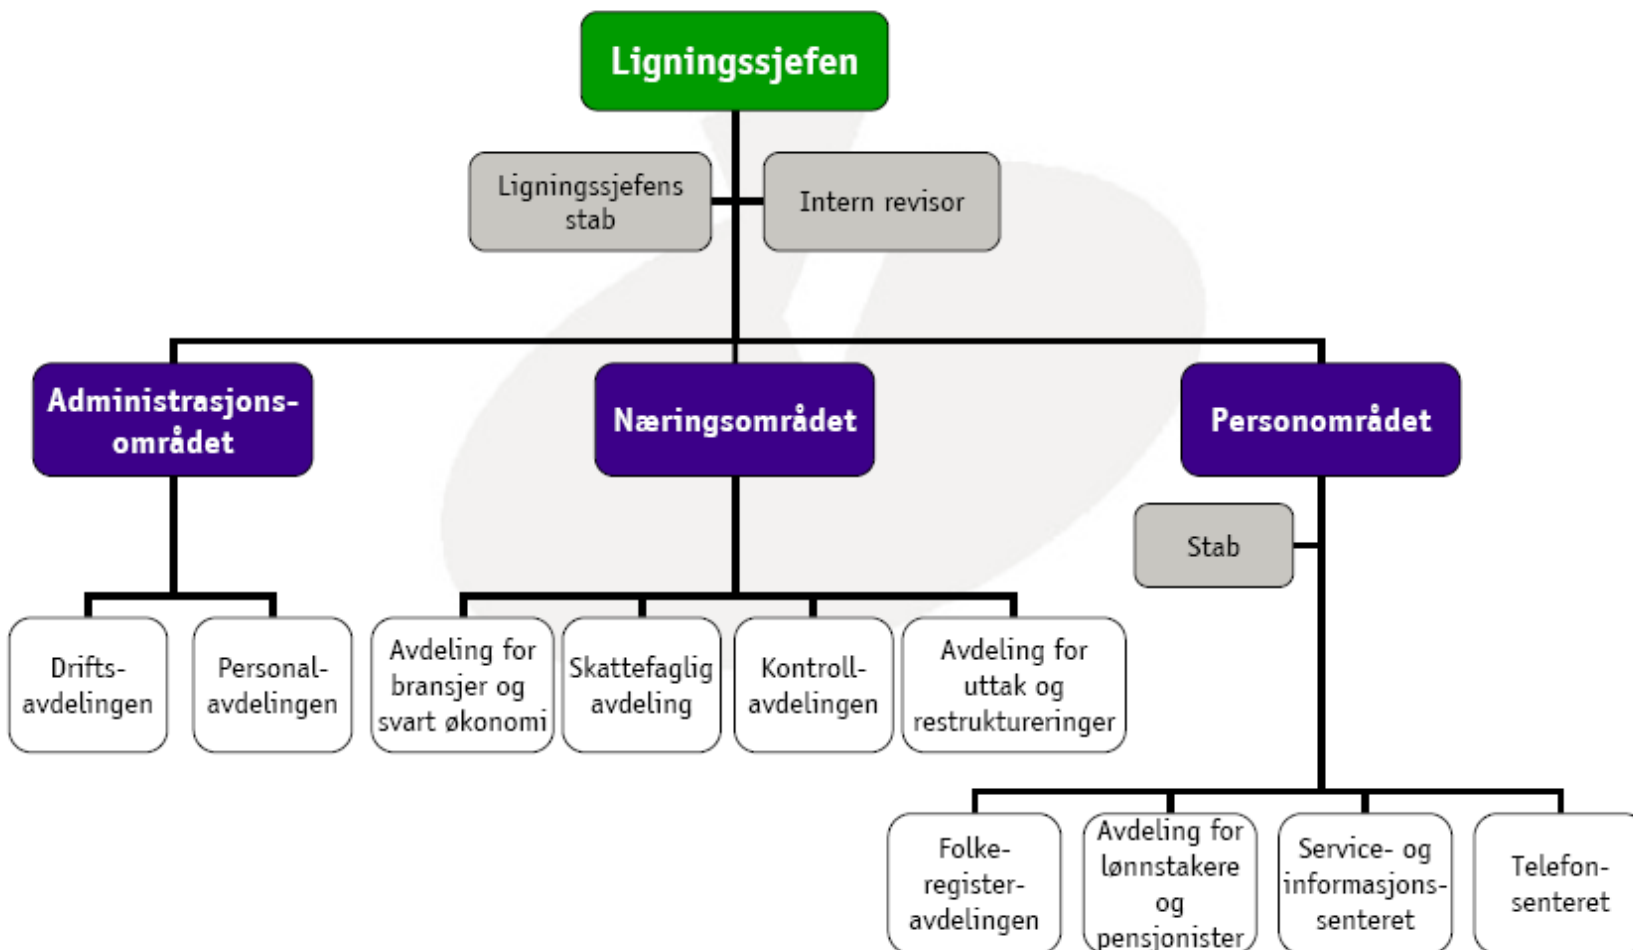 Ligningssjefen
Ligningssjefens
stab
Intern revisor
Administrasjons-
området
Næringsområdet
Personområdet
Stab
Drifts-
avdelingen
Personal-
avdelingen
Avdeling for
bransjer og
svart økonomi
Skattefaglig
avdeling
Kontroll-
avdelingen
Avdeling for
uttak og
restruktureringer
Folke-
register-
avdelingen
Avdeling for
lønnstakere
og
pensjonister
Service- og
informasjons-
senteret
Telefon-
senteret